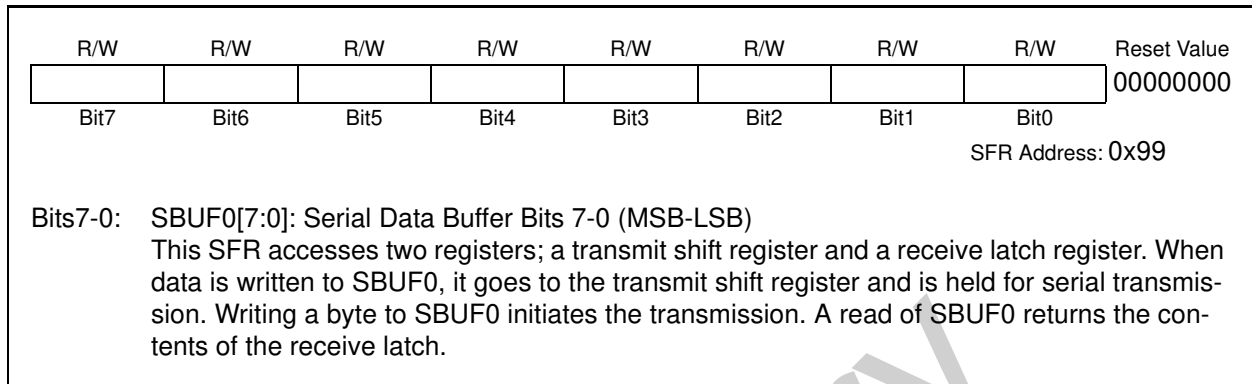 R/W R/W R/W R/W R/W R/W R/W R/W Reset Value
00000000
Bit7 Bit6 Bit5 Bit4 Bit3 Bit2 Bit1 Bit0
SFR Address: 0x99
Bits7-0: SBUF0[7:0]: Serial Data Buffer Bits 7-0 (MSB-LSB)
This SFR accesses two registers; a transmit shift register and a receive latch register. When
data is written to SBUF0, it goes to the transmit shift register and is held for serial transmis-
sion. Writing a byte to SBUF0 initiates the transmission. A read of SBUF0 returns the con-
tents of the receive latch.